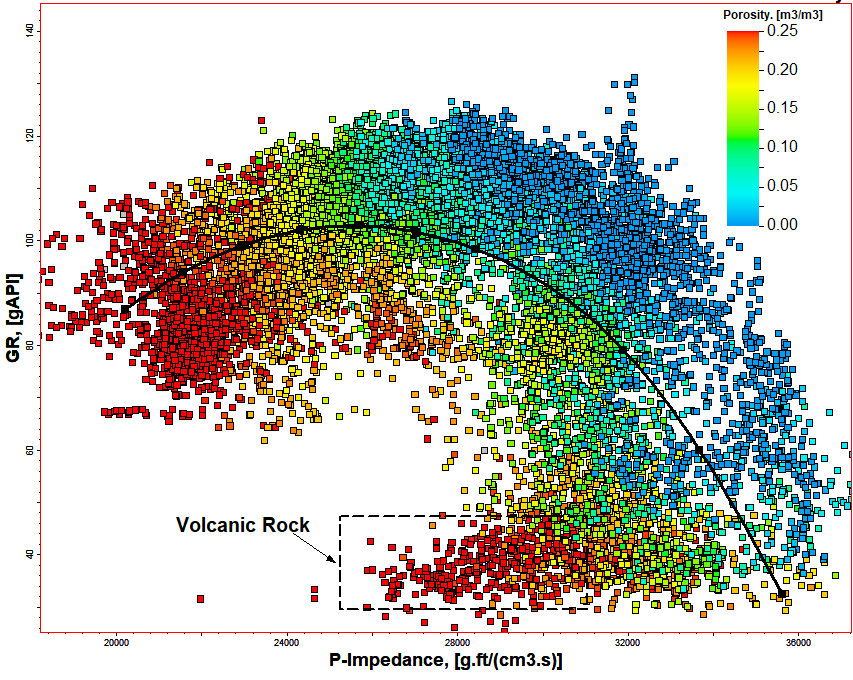 Porosity. [m3/m3]
0.25
0.20
0.15
0.10
0.05
0.00
140
120
100
80
60
40
GR, [gAPI]
Volcanic Rock
20000 24000 28000 32000 36000
P-Impedance, [g.ft/(cm3.s)]